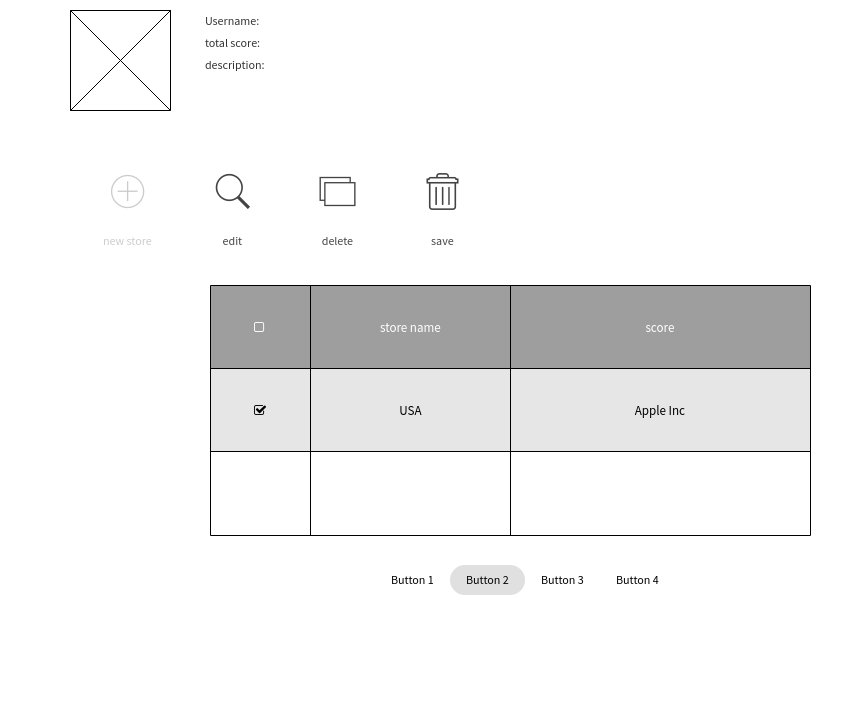 Username:
total score:
description:
new store edit delete save
store name score
USA Apple Inc
Button 1 Button 2 Button 3 Button 4